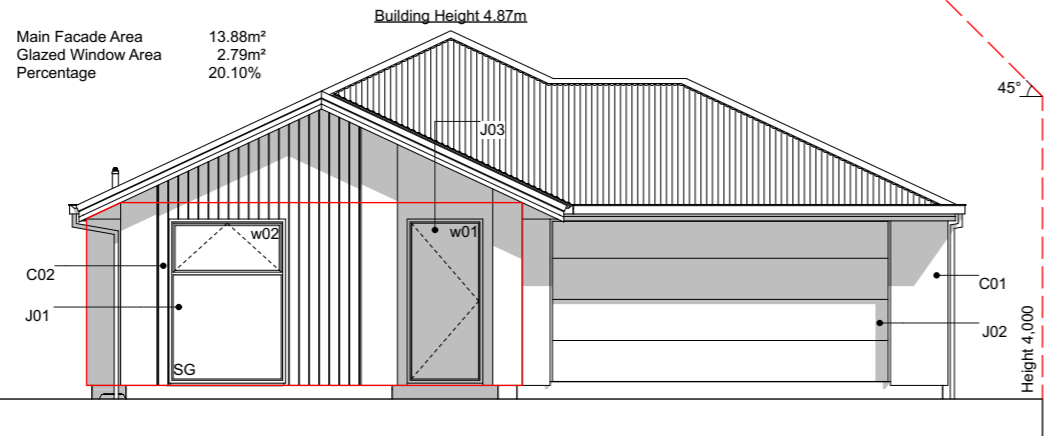 Building Height 4.87m
Main Facade Area 13.88m²
Glazed Window Area 2.79m²
Percentage 20.10%
45°
J03
w02
w01
C02
C01
J01
J02
SG
Height 4,000